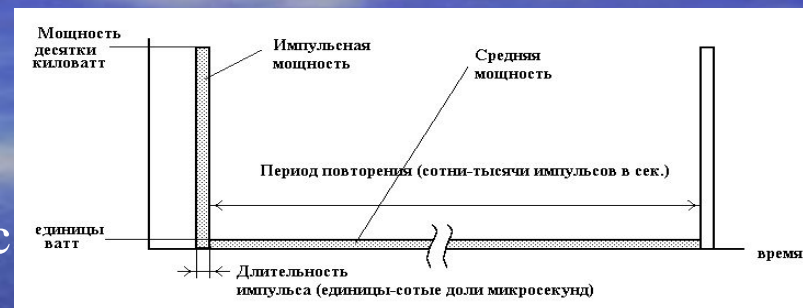 Мощность
десятки
киловатт
Импульсная
мощность
Средняя
мощность
Период повторения (сотни-тысячи импульсов в сек.)
с
единицы
ватт
время
Длительность
импульса (единицы-сотые доли микросекунд)